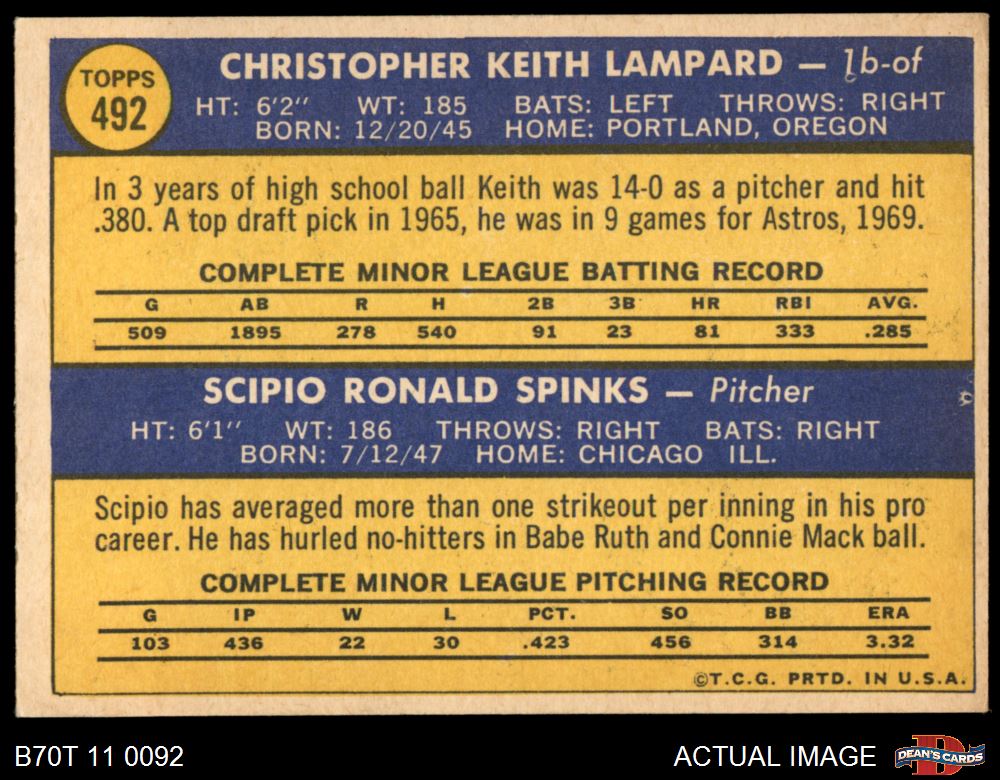 TOPPS
492
CHRISTOPHER KEITH LAMPARD — 1b-of
HT: 6'2" WT: 185 BATS: LEFT THROWS: RIGHT
BORN: 12/20/45 HOME: PORTLAND, OREGON
In 3 years of high school ball Keith was 14-0 as a pitcher and hit
.380. A top draft pick in 1965, he was in 9 games for Astros, 1969.
COMPLETE MINOR LEAGUE BATTING RECORD
G AB R H 2B 3B HR RBI AVG.
509 1895 278 540 91 23 81 333 .285
SCIPIO RONALD SPINKS — Pitcher
HT: 6'1" WT: 186 THROWS: RIGHT BATS: RIGHT
BORN: 7/12/47 HOME: CHICAGO ILL.
Scipio has averaged more than one strikeout per inning in his pro
career. He has hurled no-hitters in Babe Ruth and Connie Mack ball.
COMPLETE MINOR LEAGUE PITCHING RECORD
G IP W L PCT. SO BB ERA
103 436 22 30 .423 456 314 3.32
©T.C.G. PRTD. IN U.S.A.
B70T 11 0092
ACTUAL IMAGE
DEAN'S CARDS